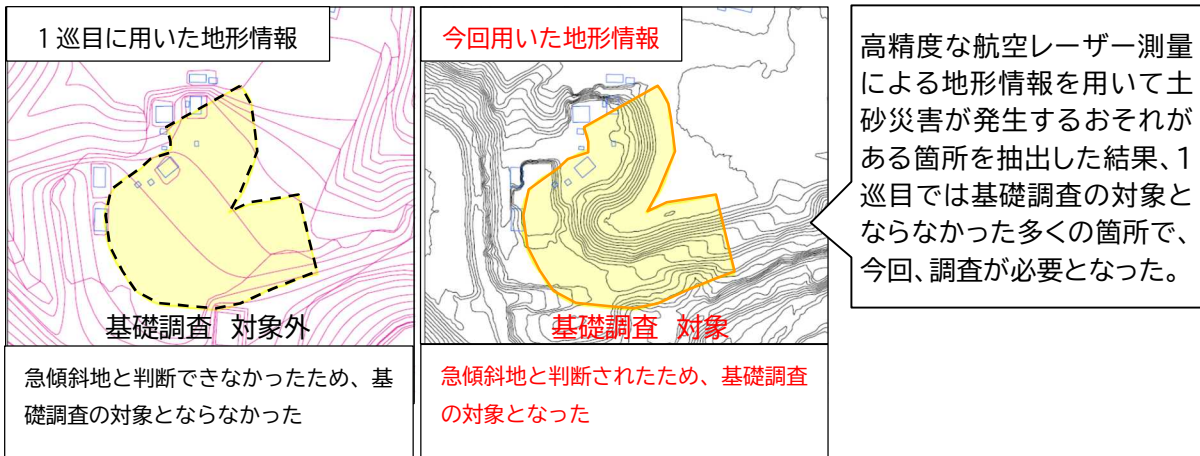 1巡目に用いた地形情報
基礎調査 対象外
急傾斜地と判断できなかったため、基
礎調査の対象とならなかった
今回用いた地形情報
基礎調査 対象
急傾斜地と判断されたため、基礎調査
の対象となった
高精度な航空レーザー測量
による地形情報を用いて土
砂災害が発生するおそれが
ある箇所を抽出した結果、1
巡目では基礎調査の対象と
ならなかった多くの箇所で、
今回、調査が必要となった。